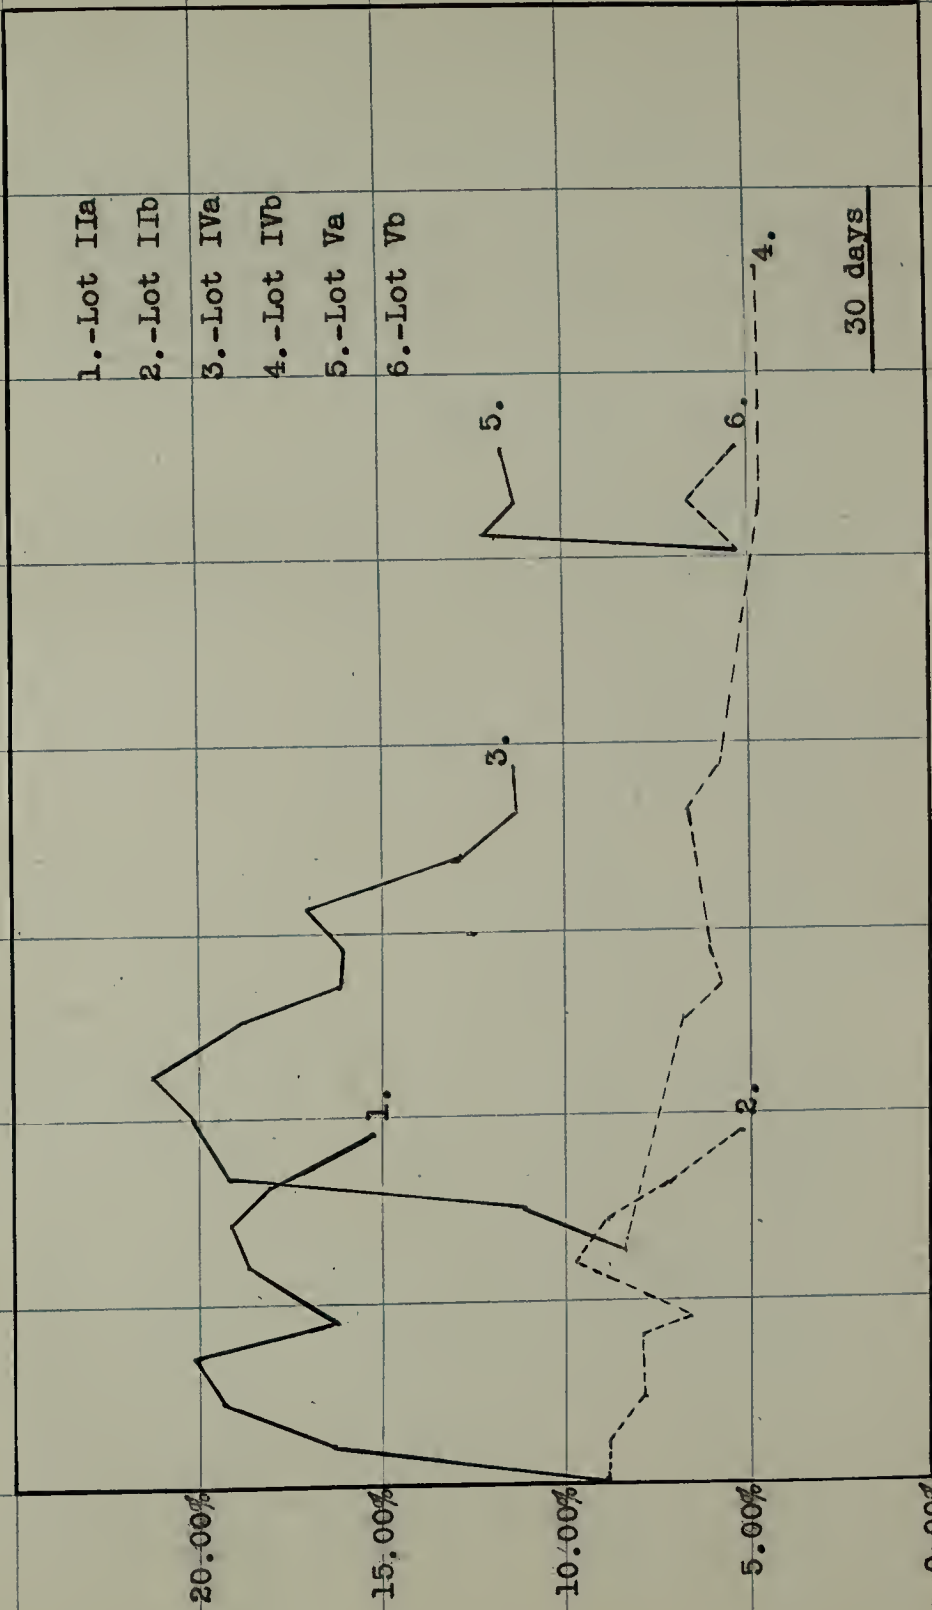 1.-Lot IIa
2.-Lot IIb
3.-Lot IVa
4.-Lot IVb
5.-Lot Va
6.-Lot Vb
20.00%
15.00%
10.00%
5.00%
1.
2.
3.
4.
5.
6.
30 days